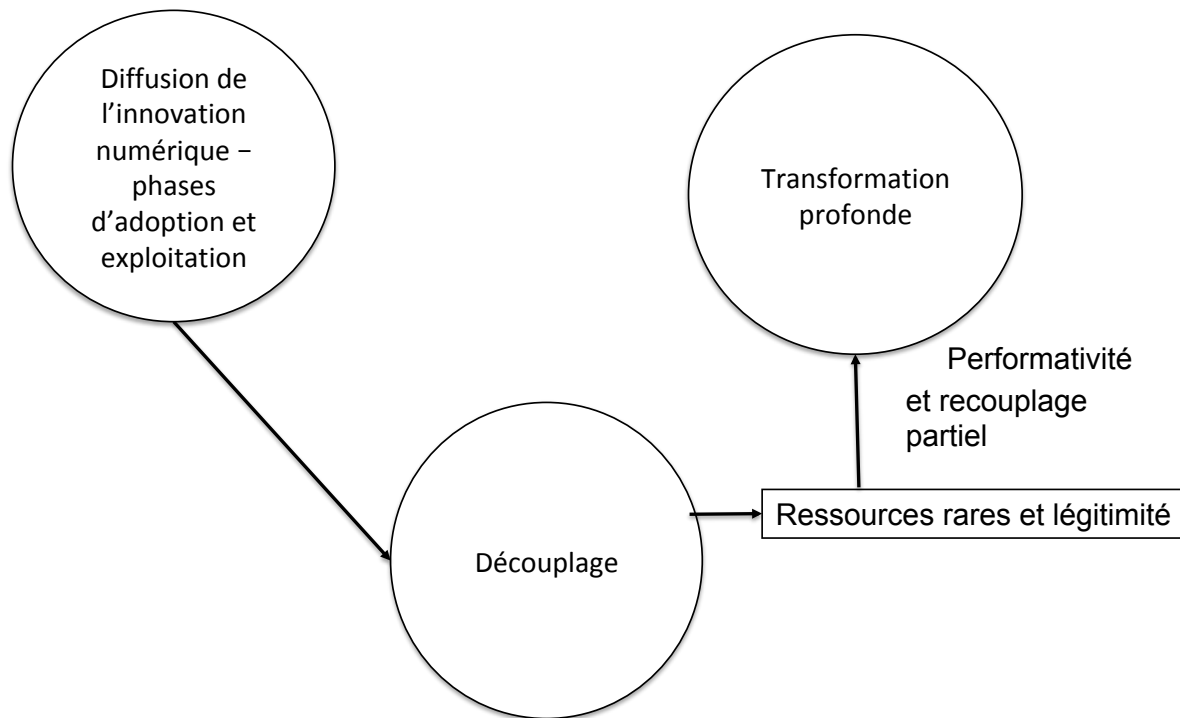 Diffusion de
l’innovation
numérique –
phases
d’adoption et
exploitation
Transformation
profonde
Performativité
et recouplage
partiel
Ressources rares et légitimité
Découplage